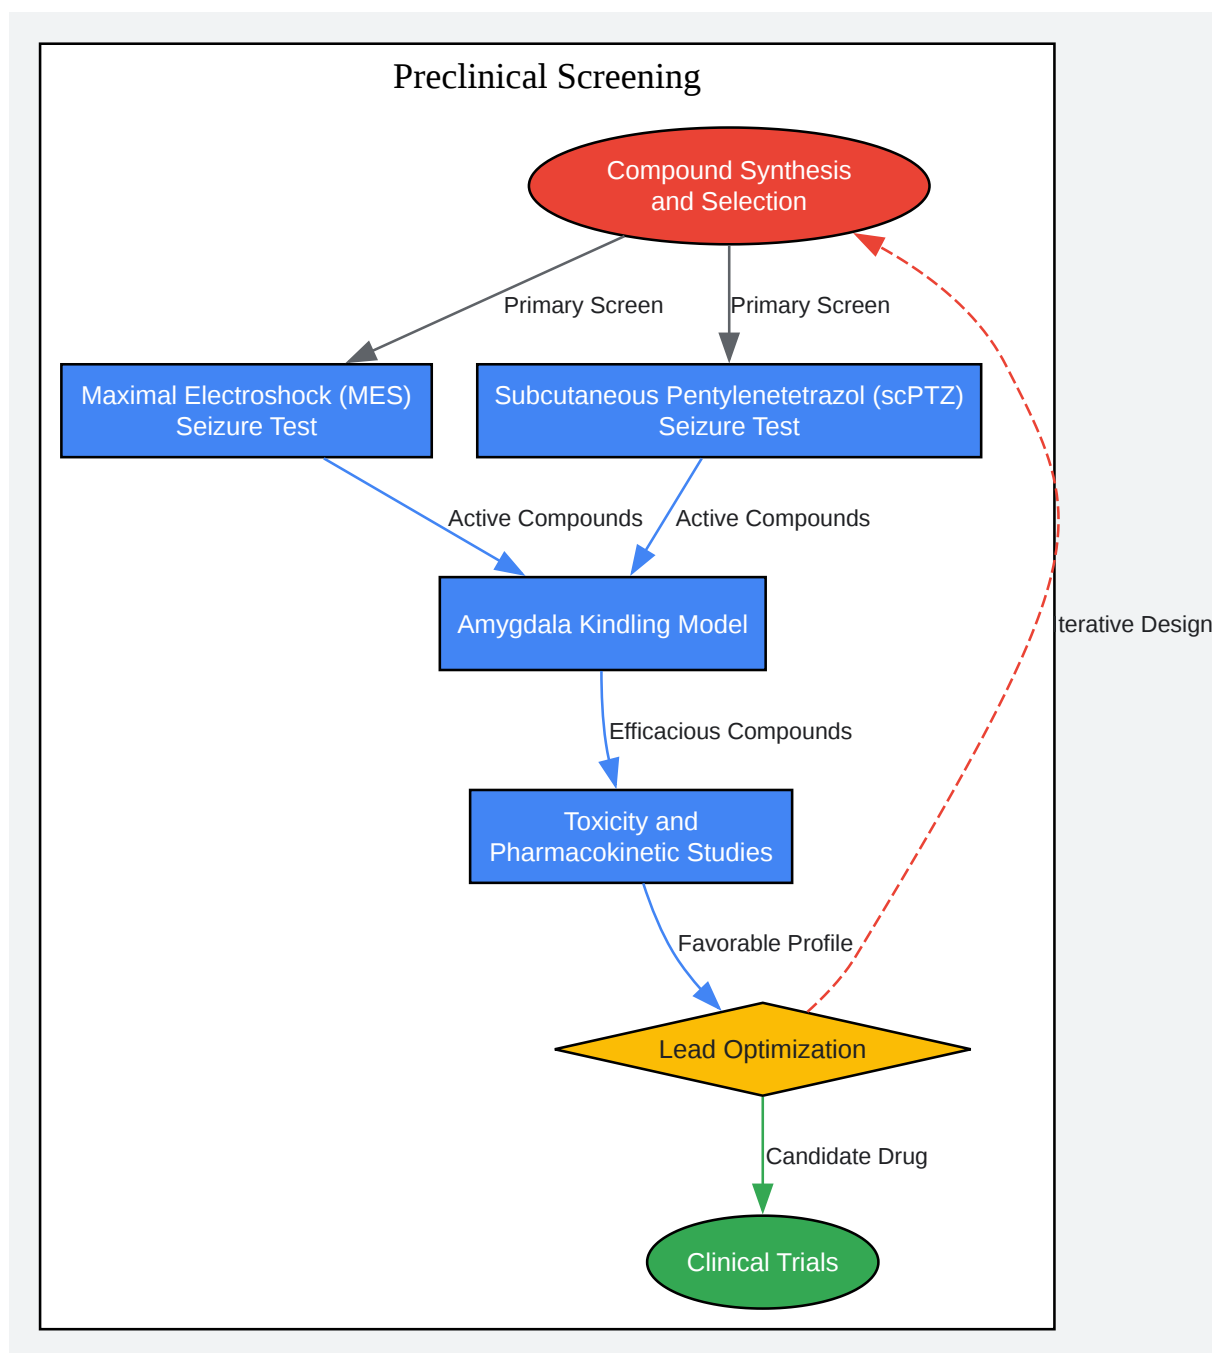 Preclinical Screening
Compound Synthesis
and Selection
Primary Screen
Primary Screen
Maximal Electroshock (MES)
Seizure Test
Subcutaneous Pentylenetetrazol (scPTZ)
Seizure Test
Active Compounds
Active Compounds
Amygdala Kindling Model
terative Design
Efficacious Compounds
Toxicity and
Pharmacokinetic Studies
Favorable Profile
Lead Optimization
Candidate Drug
Clinical Trials